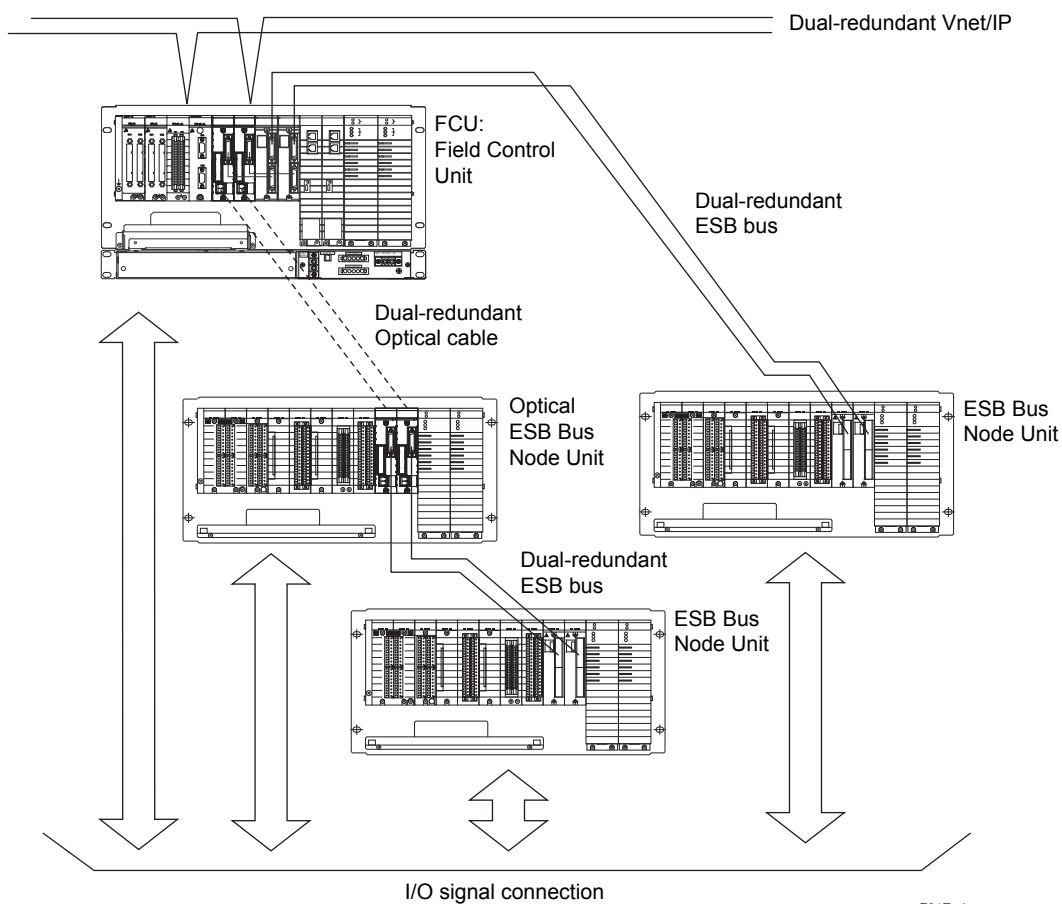 Dual-redundant Vnet/IP
FCU:
Field Control
Unit
Dual-redundant
ESB bus
Dual-redundant
Optical cable
Optical
ESB Bus
Node Unit
ESB Bus
Node Unit
Dual-redundant
ESB bus
ESB Bus
Node Unit
I/O signal connection